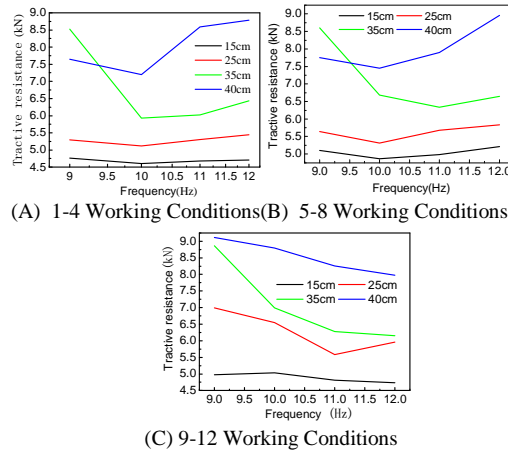 Tractive resistance (kN)
9.0
8.5
8.0
7.5
7.0
6.5
6.0
5.5
5.0
4.5
15cm
25cm
35cm
40cm
9 9.5 10 10.5 11 11.5 12
Frequency(Hz)
Tractive resistance (kN)
9.0
8.5
8.0
7.5
7.0
6.5
6.0
5.5
5.0
15cm 25cm
35cm 40cm
9.0 9.5 10.0 10.5 11.0 11.5 12.0
Frequency(Hz)
(A) 1-4 Working Conditions(B) 5-8 Working Conditions
Tractive resistance (kN)
9.0
8.5
8.0
7.5
7.0
6.5
6.0
5.5
5.0
4.5
15cm 25cm
35cm 40cm
9.0 9.5 10.0 10.5 11.0 11.5 12.0
Frequency (Hz)
(C) 9-12 Working Conditions